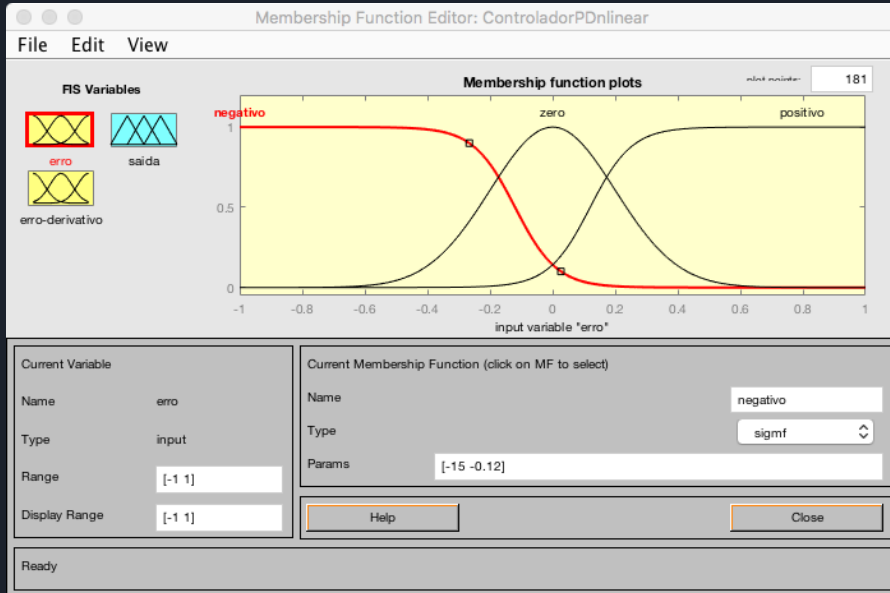 Membership Function Editor: ControladorPDnlinear
File Edit View
FIS Variables
erro
saida
erro-derivativo
Membership function plots
plot points:
181
negativo
zero
positivo
1
0.5
0
-1 -0.8 -0.6 -0.4 -0.2 0 0.2 0.4 0.6 0.8 1
input variable "erro"
Current Variable
Name erro
Type input
Range [-1 1]
Display Range [-1 1]
Current Membership Function (click on MF to select)
Name negativo
Type sigmf
Params [-15 -0.12]
Help
Close
Ready